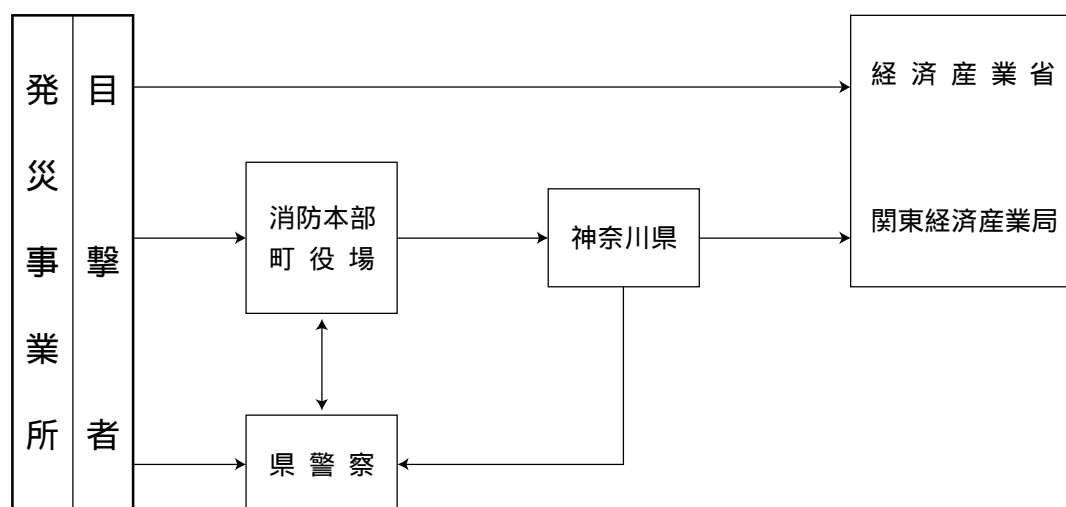 発災事業所
目撃者
経済産業省
関東経済産業局
消防本部
町役場
神奈川県
県警察